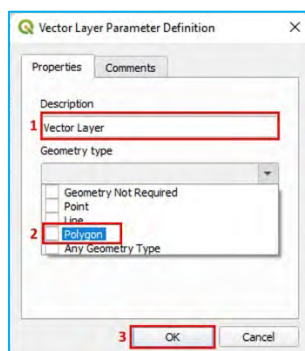 Vector Layer Parameter Definition
Properties Comments
Description
1 Vector Layer
Geometry type
Geometry Not Required
Point
Line
2 Polygon
Any Geometry Type
3 OK Cancel